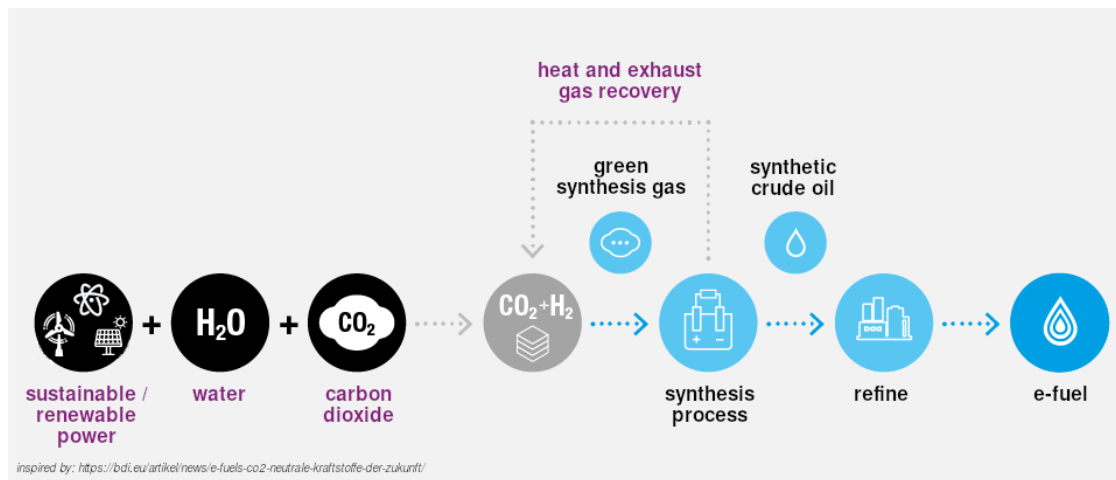 heat and exhaust
gas recovery
green
synthesis gas
synthetic
crude oil
+
H₂O
+
CO₂
CO₂+H₂
+ −
sustainable /
renewable
power
water
carbon
dioxide
synthesis
process
refine
e-fuel
inspired by: https://bdi.eu/artikel/news/e-fuels-co2-neutrale-kraftstoffe-der-zukunft/